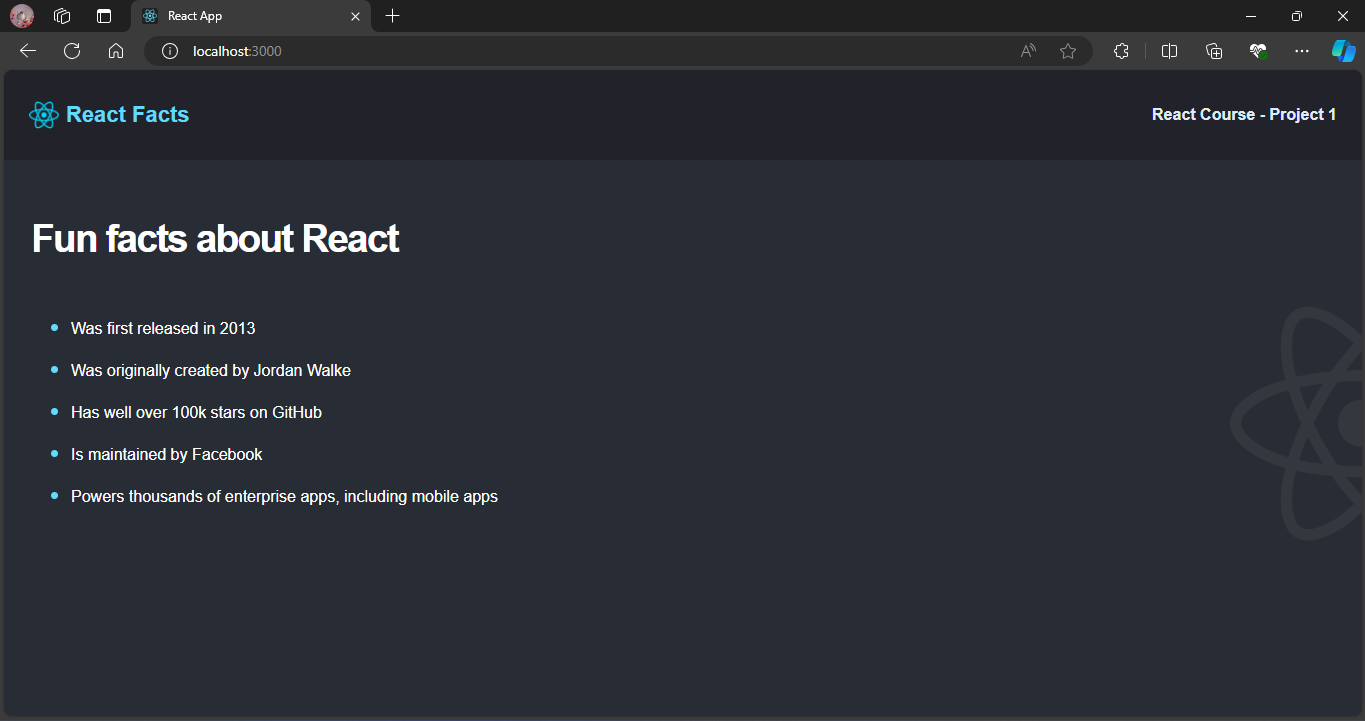 React App
localhost:3000
React Facts
React Course - Project 1
Fun facts about React
Was first released in 2013
Was originally created by Jordan Walke
Has well over 100k stars on GitHub
Is maintained by Facebook
Powers thousands of enterprise apps, including mobile apps